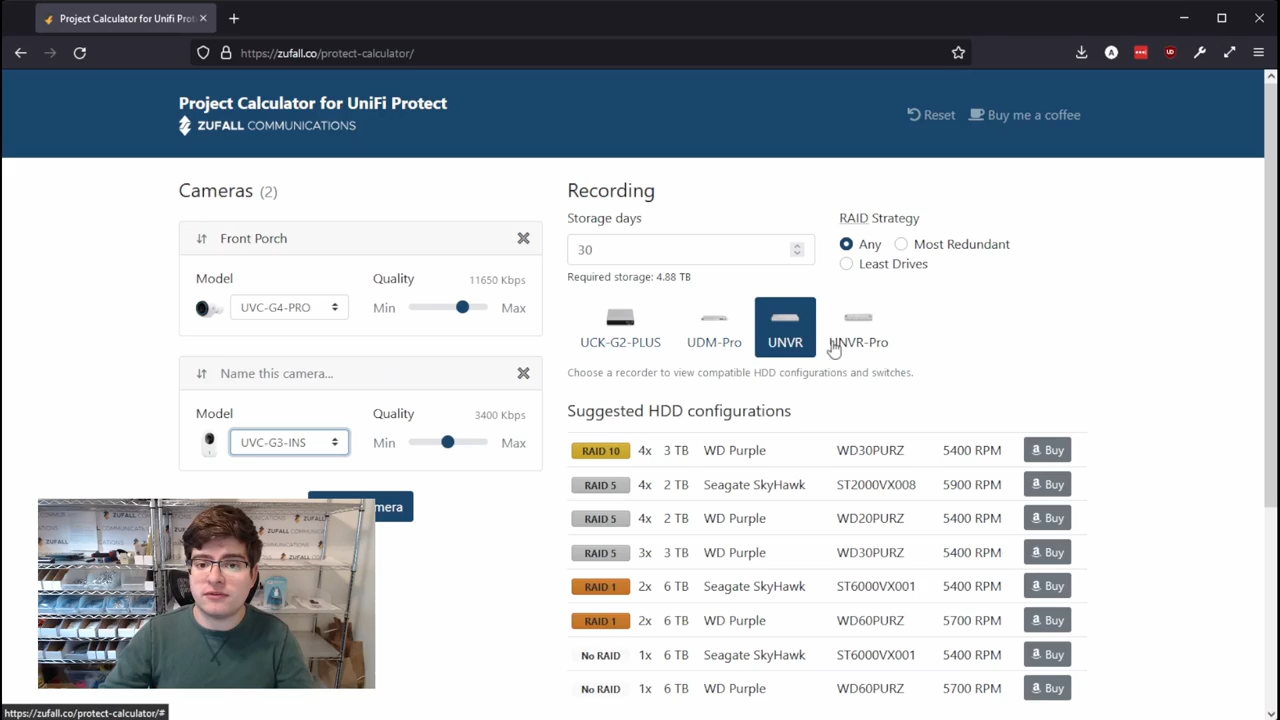 Project Calculator for Unifi Prot
https://zufall.co/protect-calculator/
Project Calculator for UniFi Protect
ZUFALL COMMUNICATIONS
Reset
Buy me a coffee
Cameras (2)
Front Porch
Model
Quality
11650 Kbps
UVC-G4-PRO
Min
Max
Name this camera...
Model
Quality
3400 Kbps
UVC-G3-INS
Min
Max
mera
Recording
Storage days
30
Required storage: 4.88 TB
RAID Strategy
Any
Most Redundant
Least Drives
UCK-G2-PLUS
UDM-Pro
UNVR
UNVR-Pro
Choose a recorder to view compatible HDD configurations and switches.
Suggested HDD configurations
RAID 10 4x 3 TB WD Purple WD30PURZ 5400 RPM Buy
RAID 5 4x 2 TB Seagate SkyHawk ST2000VX008 5900 RPM Buy
RAID 5 4x 2 TB WD Purple WD20PURZ 5400 RPM Buy
RAID 5 3x 3 TB WD Purple WD30PURZ 5400 RPM Buy
RAID 1 2x 6 TB Seagate SkyHawk ST6000VX001 5400 RPM Buy
RAID 1 2x 6 TB WD Purple WD60PURZ 5700 RPM Buy
No RAID 1x 6 TB Seagate SkyHawk ST6000VX001 5400 RPM Buy
No RAID 1x 6 TB WD Purple WD60PURZ 5700 RPM Buy
https://zufall.co/protect-calculator/#